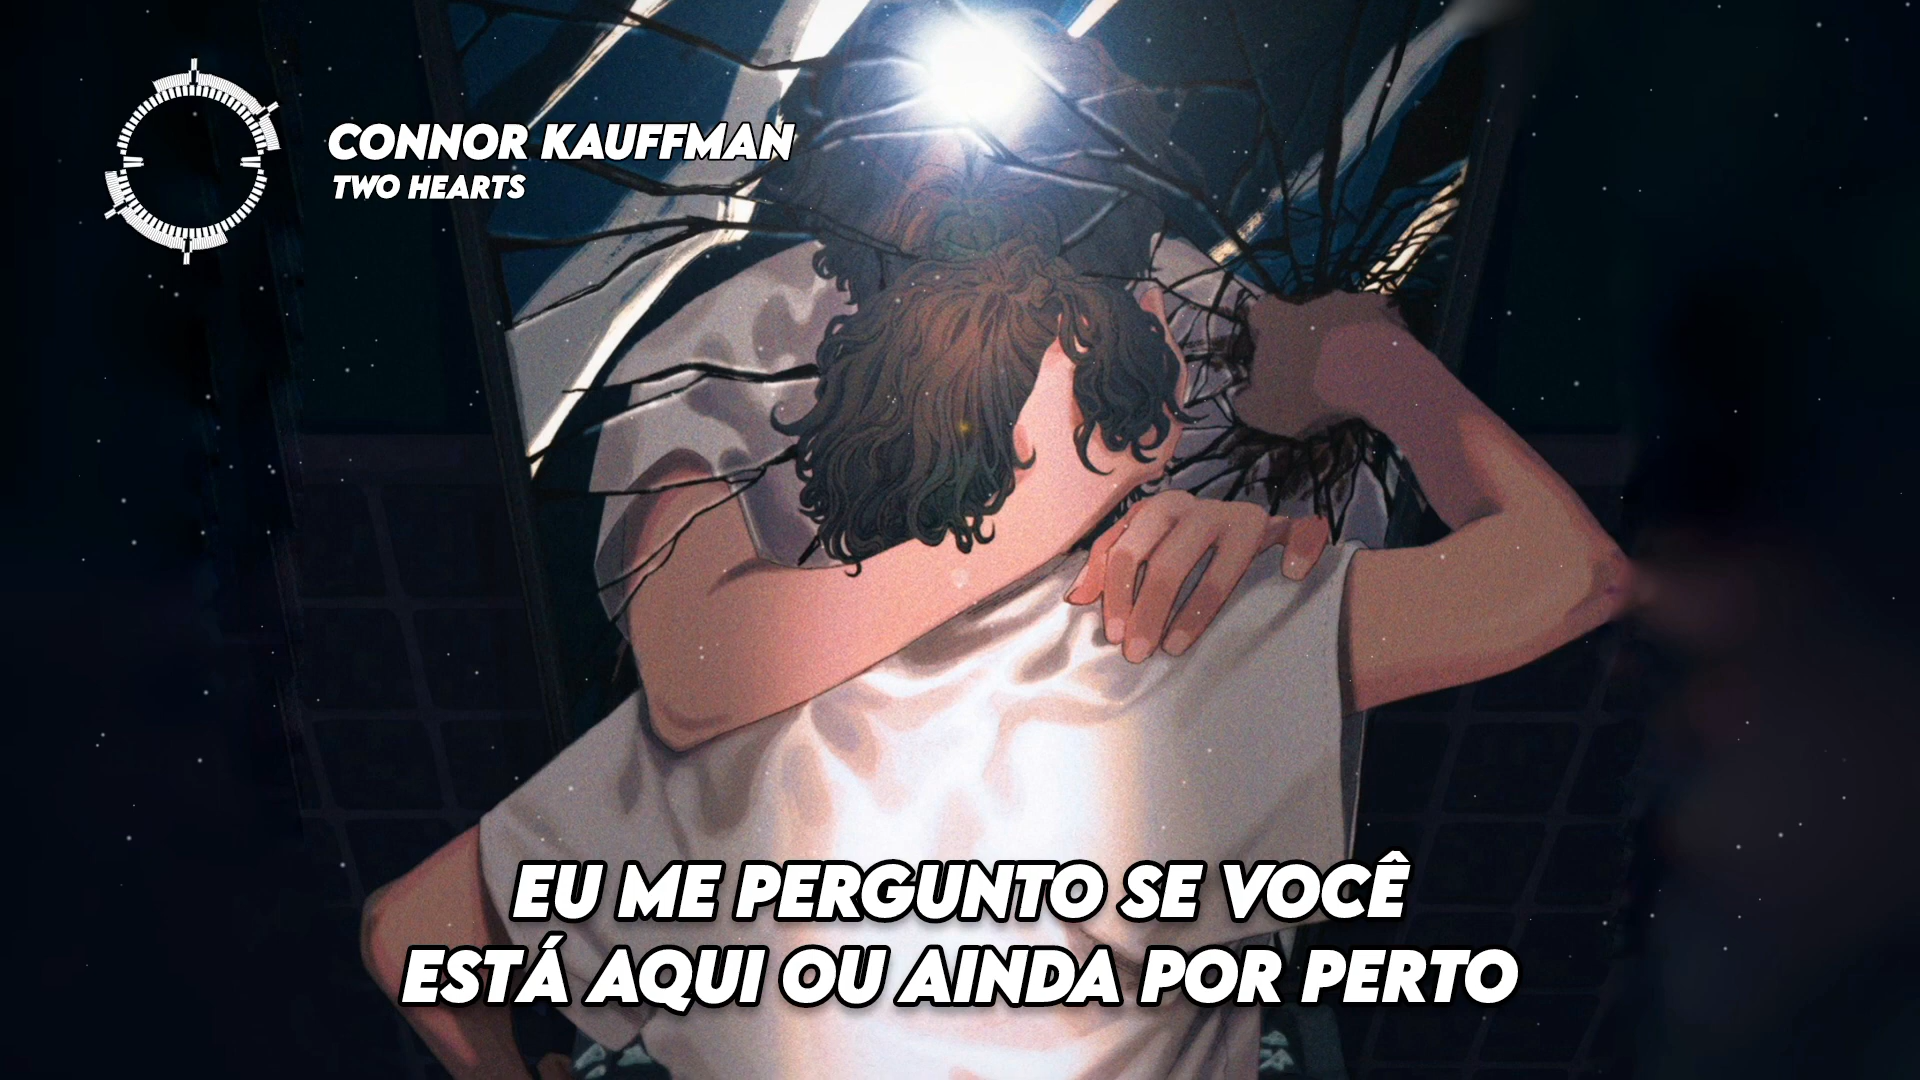 CONNOR KAUFFMAN
TWO HEARTS
EU ME PERGUNTO SE VOCÊ
ESTÁ AQUI OU AINDA POR PERTO